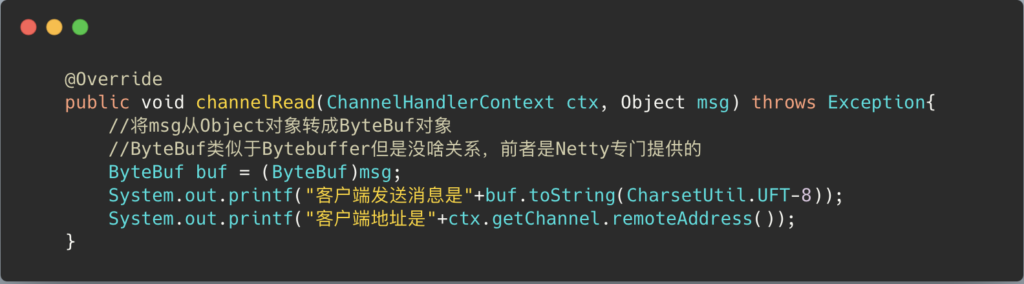 @Override
public void channelRead(ChannelHandlerContext ctx, Object msg) throws Exception{
//将msg从Object对象转成ByteBuf对象
//ByteBuf类似于Bytebuffer但是没啥关系，前者是Netty专门提供的
ByteBuf buf = (ByteBuf)msg;
System.out.printf("客户端发送消息是"+buf.toString(CharsetUtil.UFT-8));
System.out.printf("客户端地址是"+ctx.getChannel.remoteAddress());
}